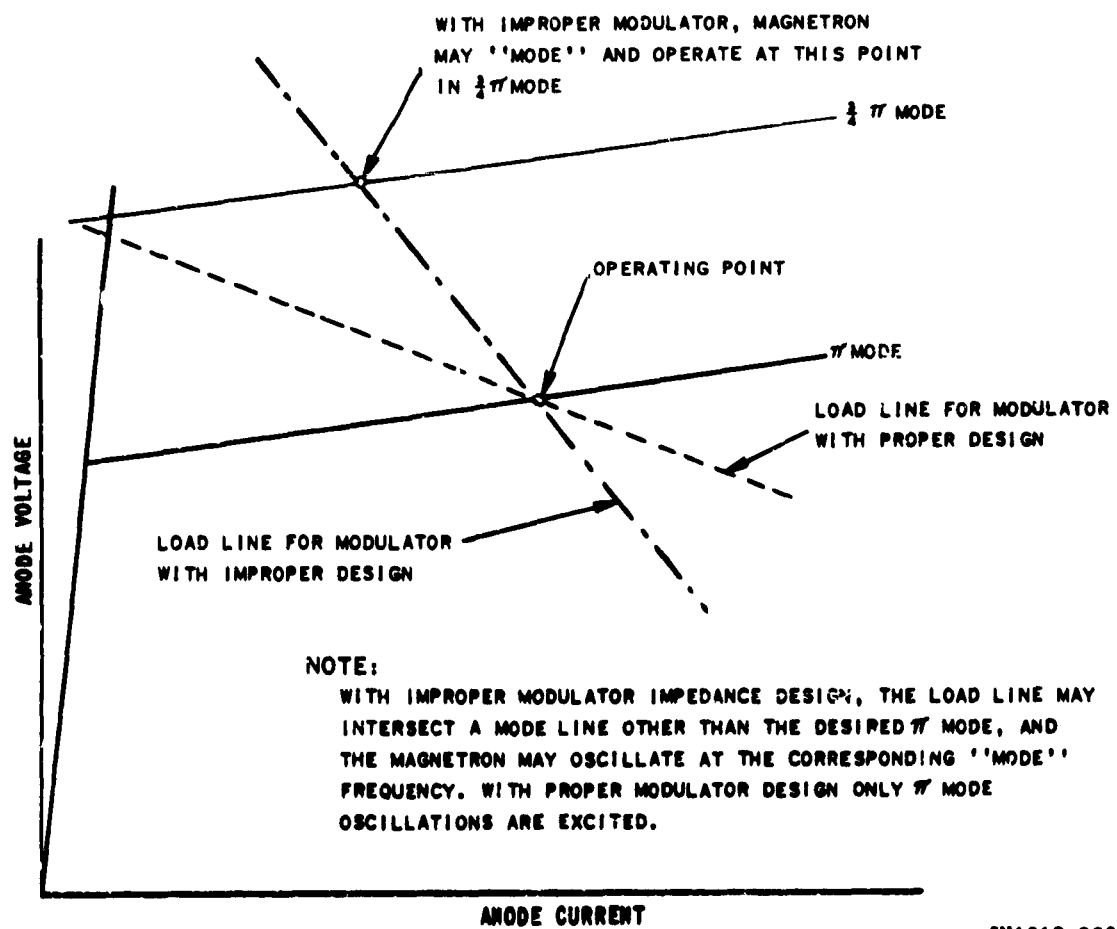 WITH IMPROPER MODULATOR, MAGNETRON
MAY ''MODE'' AND OPERATE AT THIS POINT
IN 3/4 π MODE
3/4 π MODE
OPERATING POINT
π MODE
LOAD LINE FOR MODULATOR
WITH PROPER DESIGN
ANODE VOLTAGE
LOAD LINE FOR MODULATOR
WITH IMPROPER DESIGN
NOTE:
WITH IMPROPER MODULATOR IMPEDANCE DESIGN, THE LOAD LINE MAY
INTERSECT A MODE LINE OTHER THAN THE DESIRED π MODE, AND
THE MAGNETRON MAY OSCILLATE AT THE CORRESPONDING ''MODE''
FREQUENCY. WITH PROPER MODULATOR DESIGN ONLY π MODE
OSCILLATIONS ARE EXCITED.
ANODE CURRENT